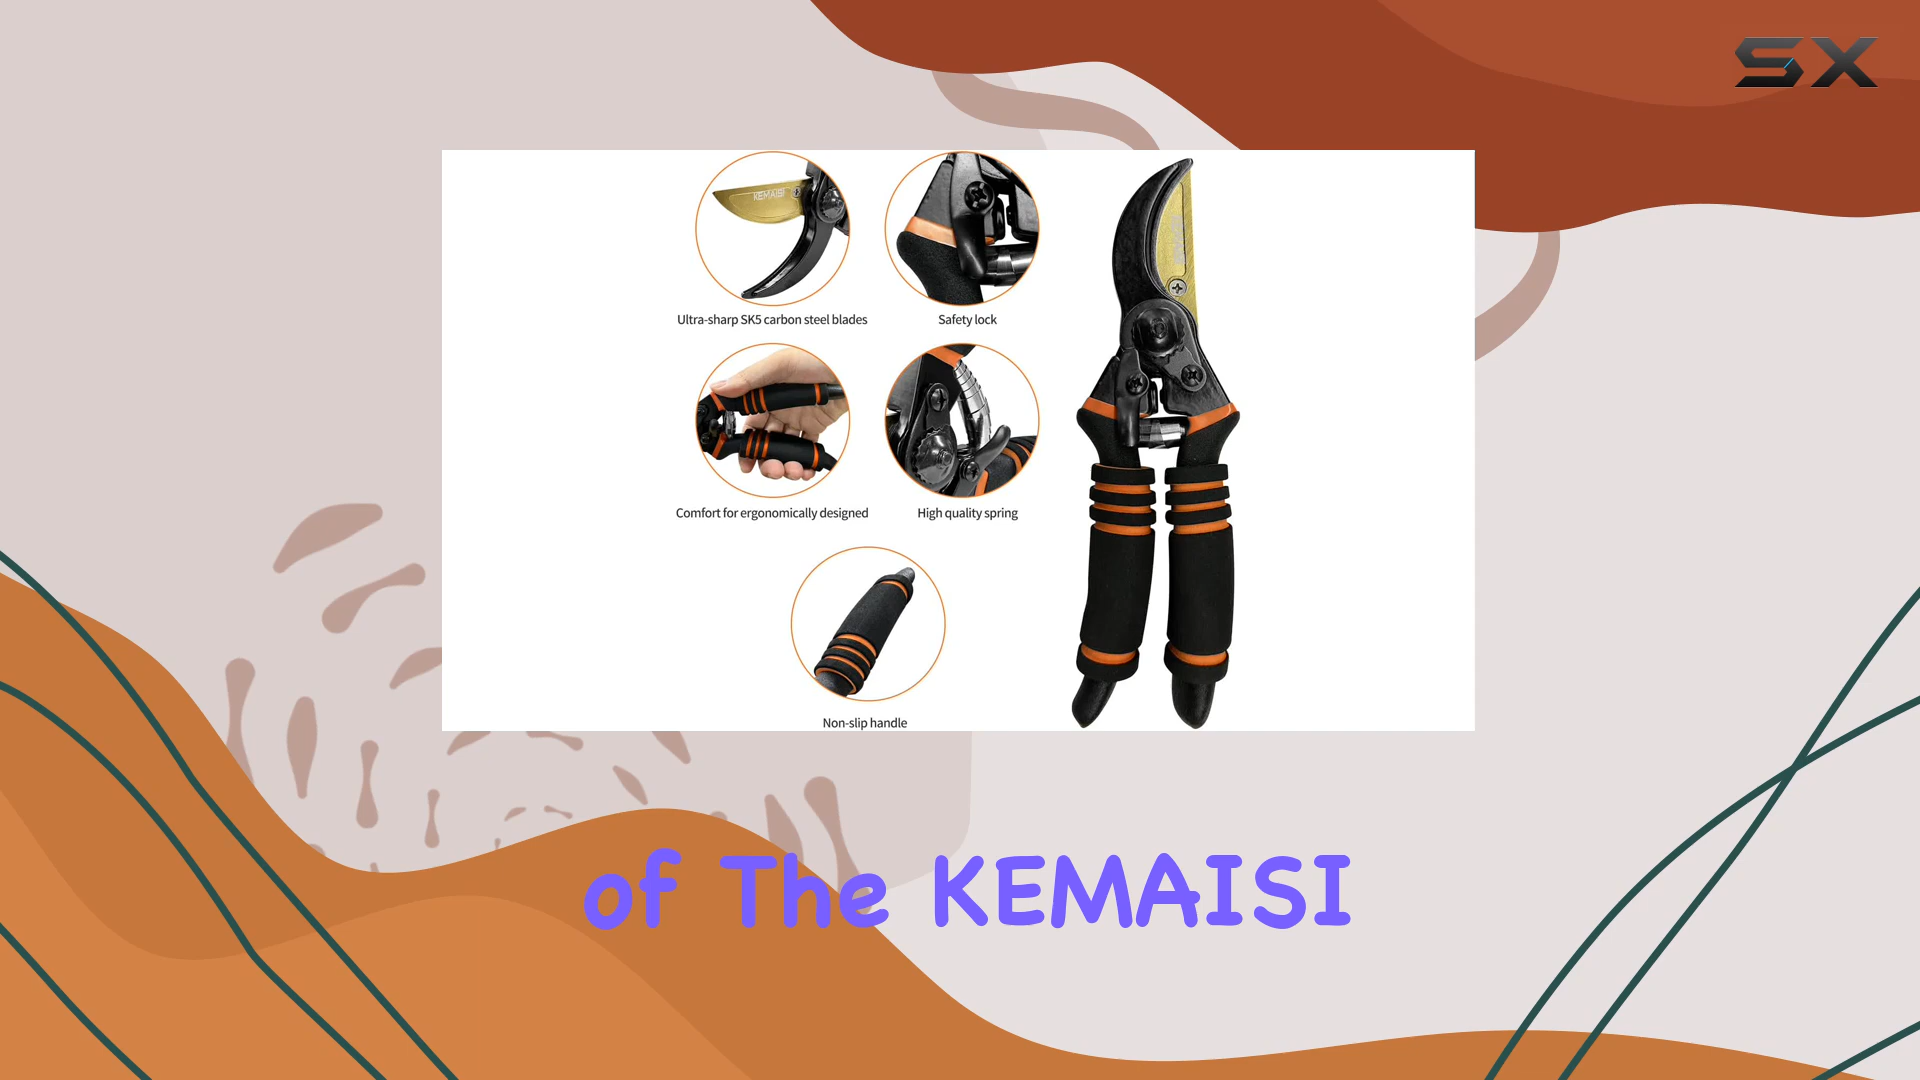 SX
KEMAISI
Ultra-sharp SK5 carbon steel blades
Safety lock
Comfort for ergonomically designed
High quality spring
Non-slip handle
of The KEMAISI